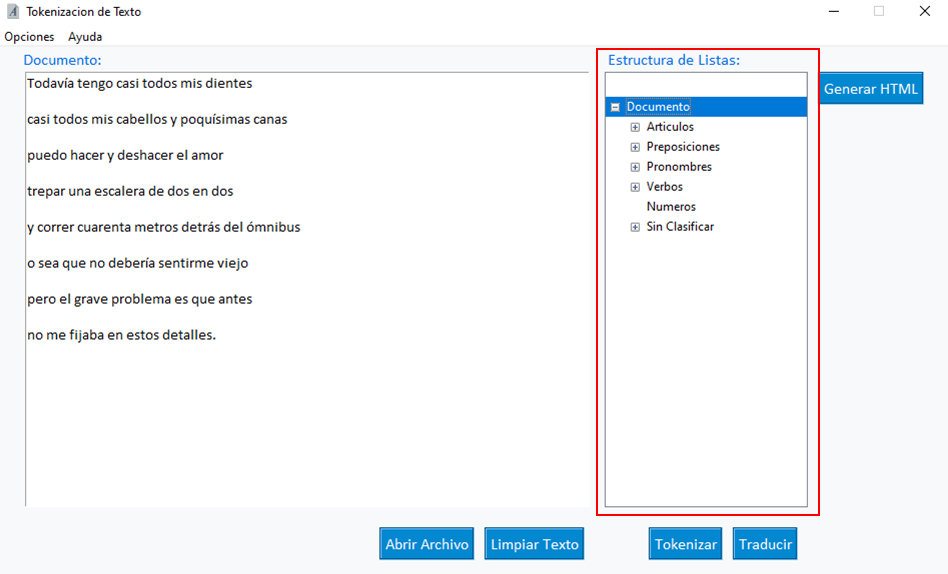 Tokenizacion de Texto
Opciones Ayuda
Documento:
Todavía tengo casi todos mis dientes
casi todos mis cabellos y poquísimas canas
puedo hacer y deshacer el amor
trepar una escalera de dos en dos
y correr cuarenta metros detrás del ómnibus
o sea que no debería sentirme viejo
pero el grave problema es que antes
no me fijaba en estos detalles.
Estructura de Listas:
Documento
Articulos
Preposiciones
Pronombres
Verbos
Numeros
Sin Clasificar
Generar HTML
Abrir Archivo
Limpiar Texto
Tokenizar
Traducir